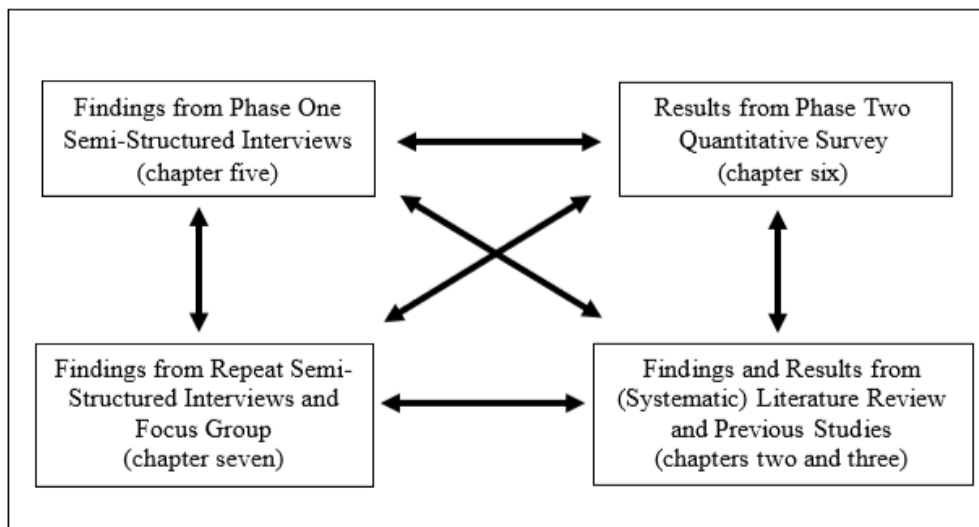 Findings from Phase One
Semi-Structured Interviews
(chapter five)
Results from Phase Two
Quantitative Survey
(chapter six)
Findings from Repeat Semi-
Structured Interviews and
Focus Group
(chapter seven)
Findings and Results from
(Systematic) Literature Review
and Previous Studies
(chapters two and three)